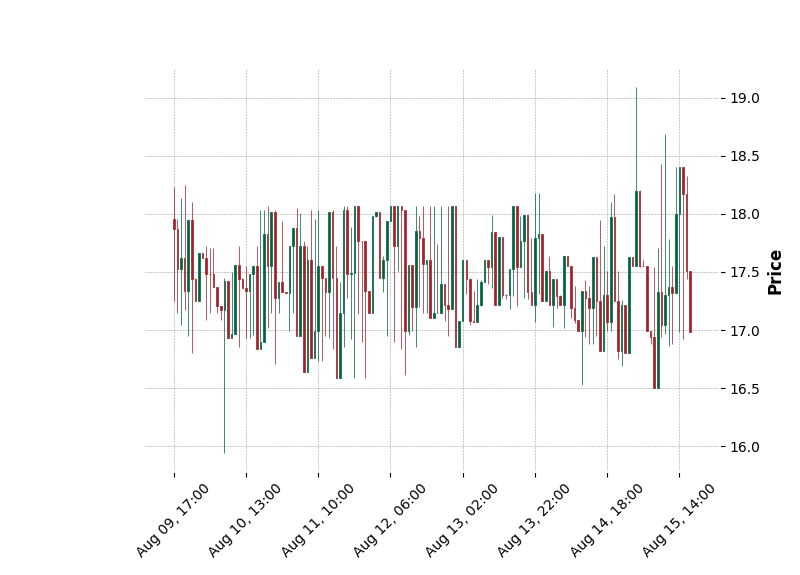 19.0
18.5
18.0
17.5
17.0
16.5
16.0
Price
Aug 09, 17:00
Aug 10, 13:00
Aug 11, 10:00
Aug 12, 06:00
Aug 13, 02:00
Aug 13, 22:00
Aug 14, 18:00
Aug 15, 14:00